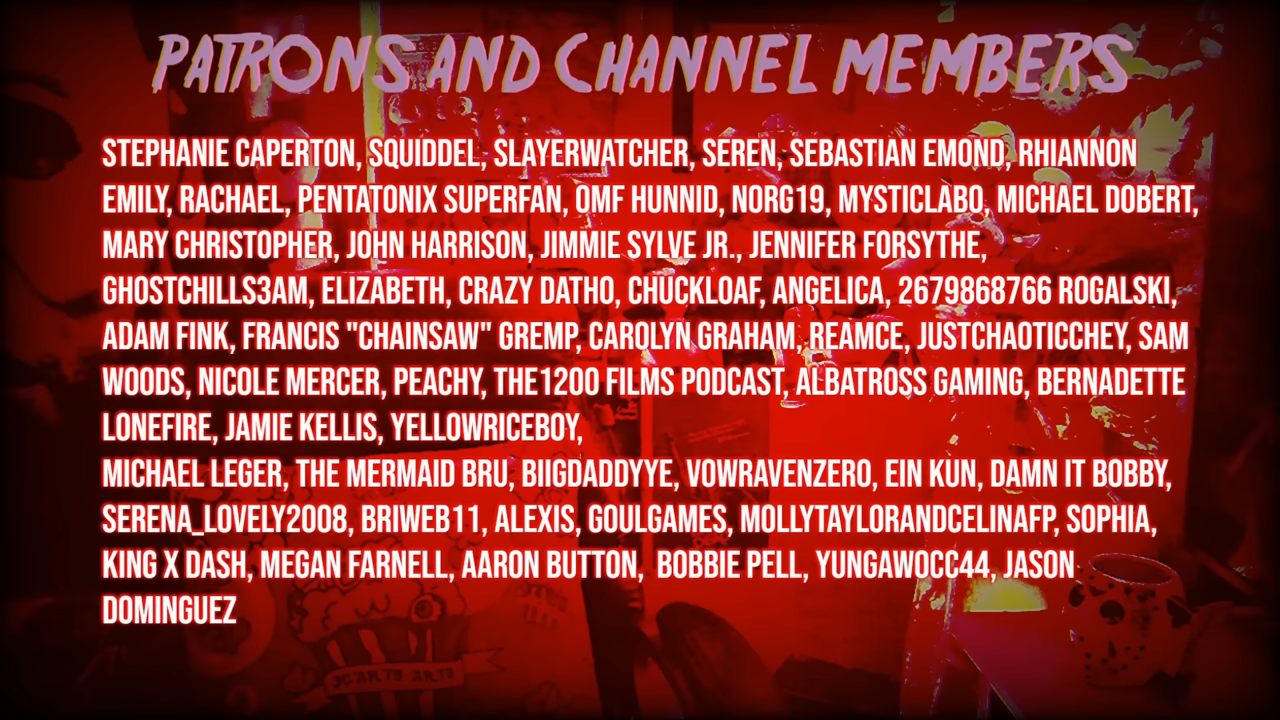 PATRONS AND CHANNEL MEMBERS
STEPHANIE CAPERTON, SQUIDDEL, SLAYERWATCHER, SEREN, SEBASTIAN EMOND, RHIANNON
EMILY, RACHAEL, PENTATONIX SUPERFAN, OMF HUNNID, NORG19, MYSTICLABO, MICHAEL DOBERT,
MARY CHRISTOPHER, JOHN HARRISON, JIMMIE SYLVE JR., JENNIFER FORSYTHE,
GHOSTCHILLS3AM, ELIZABETH, CRAZY DATHO, CHUCKLOAF, ANGELICA, 2679868766 ROGALSKI,
ADAM FINK, FRANCIS "CHAINSAW" GREMP, CAROLYN GRAHAM, REAMCE, JUSTCHAOTICCHEY, SAM
WOODS, NICOLE MERCER, PEACHY, THE1200 FILMS PODCAST, ALBATROSS GAMING, BERNADETTE
LONEFIRE, JAMIE KELLIS, YELLOWRICEBOY,
MICHAEL LEGER, THE MERMAID BRU, BIIGDADDYYE, VOWRAVENZERO, EIN KUN, DAMN IT BOBBY,
SERENA_LOVELY2008, BRIWEB11, ALEXIS, GOULGAMES, MOLLYTAYLORANDCELINAFP, SOPHIA,
KING X DASH, MEGAN FARNELL, AARON BUTTON,  BOBBIE PELL, YUNGAWOCC44, JASON
DOMINGUEZ